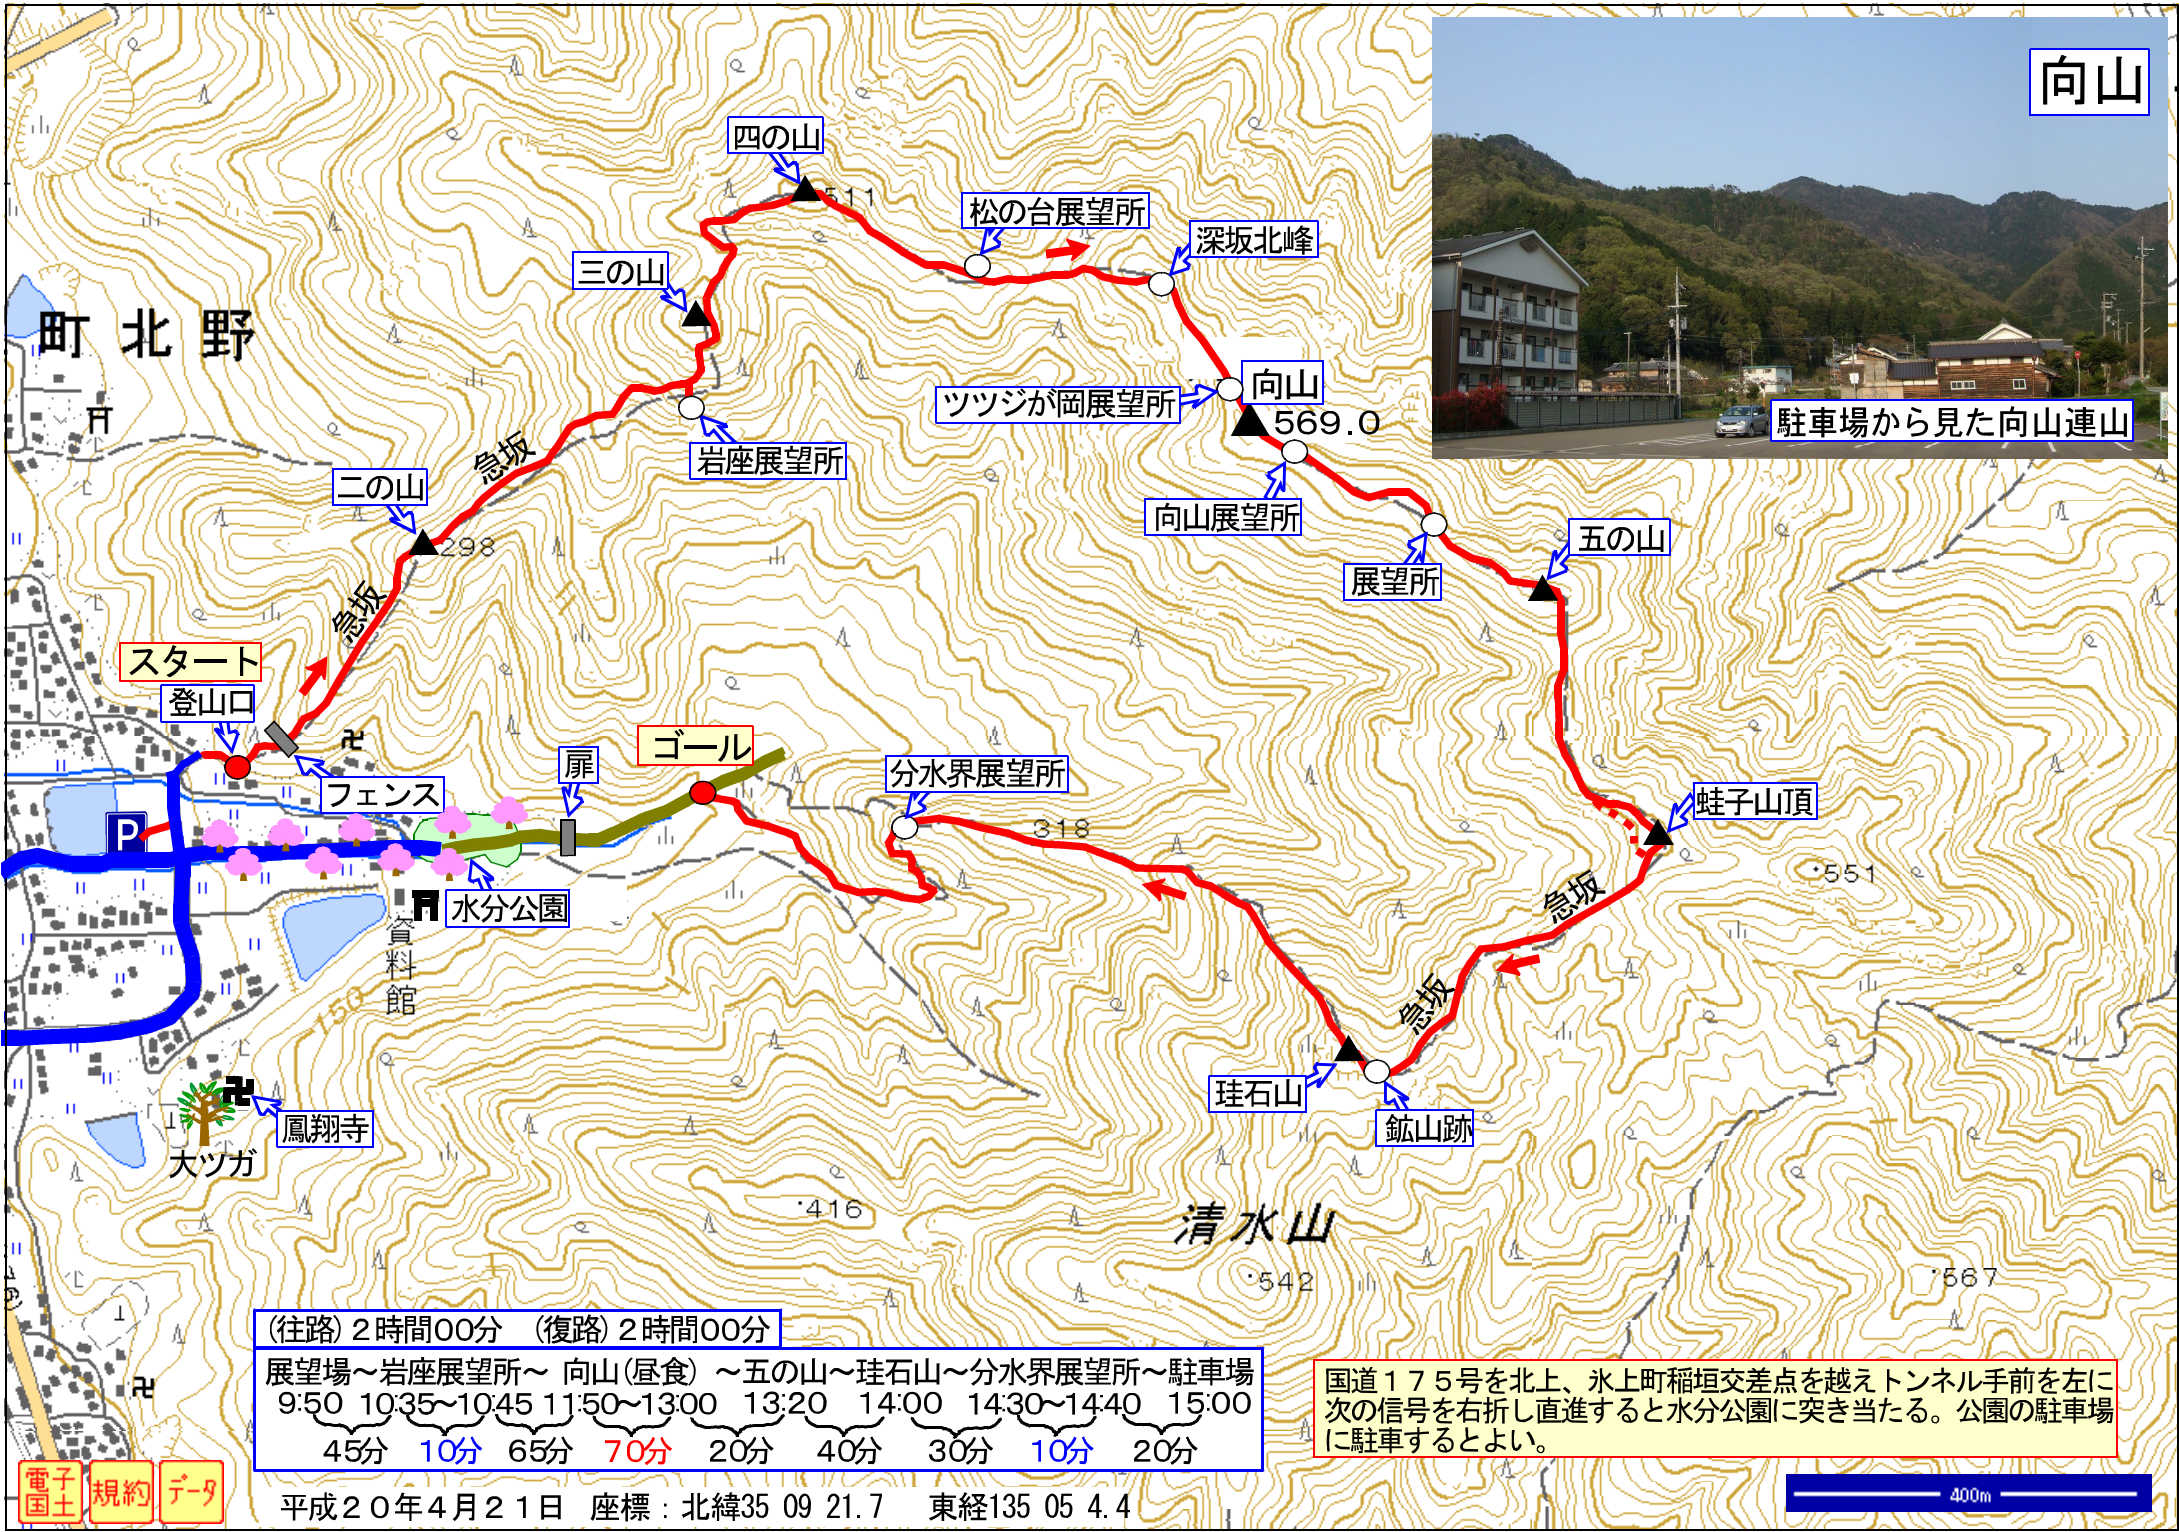 向山
駐車場から見た向山連山
四の山
511
松の台展望所
深坂北峰
三の山
町北野
向山
569.0
ツツジが岡展望所
岩座展望所
急坂
二の山
298
向山展望所
五の山
展望所
急坂
スタート
登山口
フェンス
扉
ゴール
分水界展望所
318
蛙子山頂
551
P
水分公園
資料館
急坂
急坂
150
珪石山
鉱山跡
鳳翔寺
大ツガ
416
清水山
542
567
(往路)2時間00分 (復路)2時間00分
展望場～岩座展望所～ 向山(昼食) ～五の山～珪石山～分水界展望所～駐車場
9:50 10:35～10:45 11:50～13:00 13:20 14:00 14:30～14:40 15:00
45分 10分 65分 70分 20分 40分 30分 10分 20分
国道175号を北上、氷上町稲垣交差点を越えトンネル手前を左に
次の信号を右折し直進すると水分公園に突き当たる。公園の駐車場
に駐車するとよい。
電子国土
規約
データ
平成20年4月21日 座標：北緯35 09 21.7 東経135 05 4.4
400m